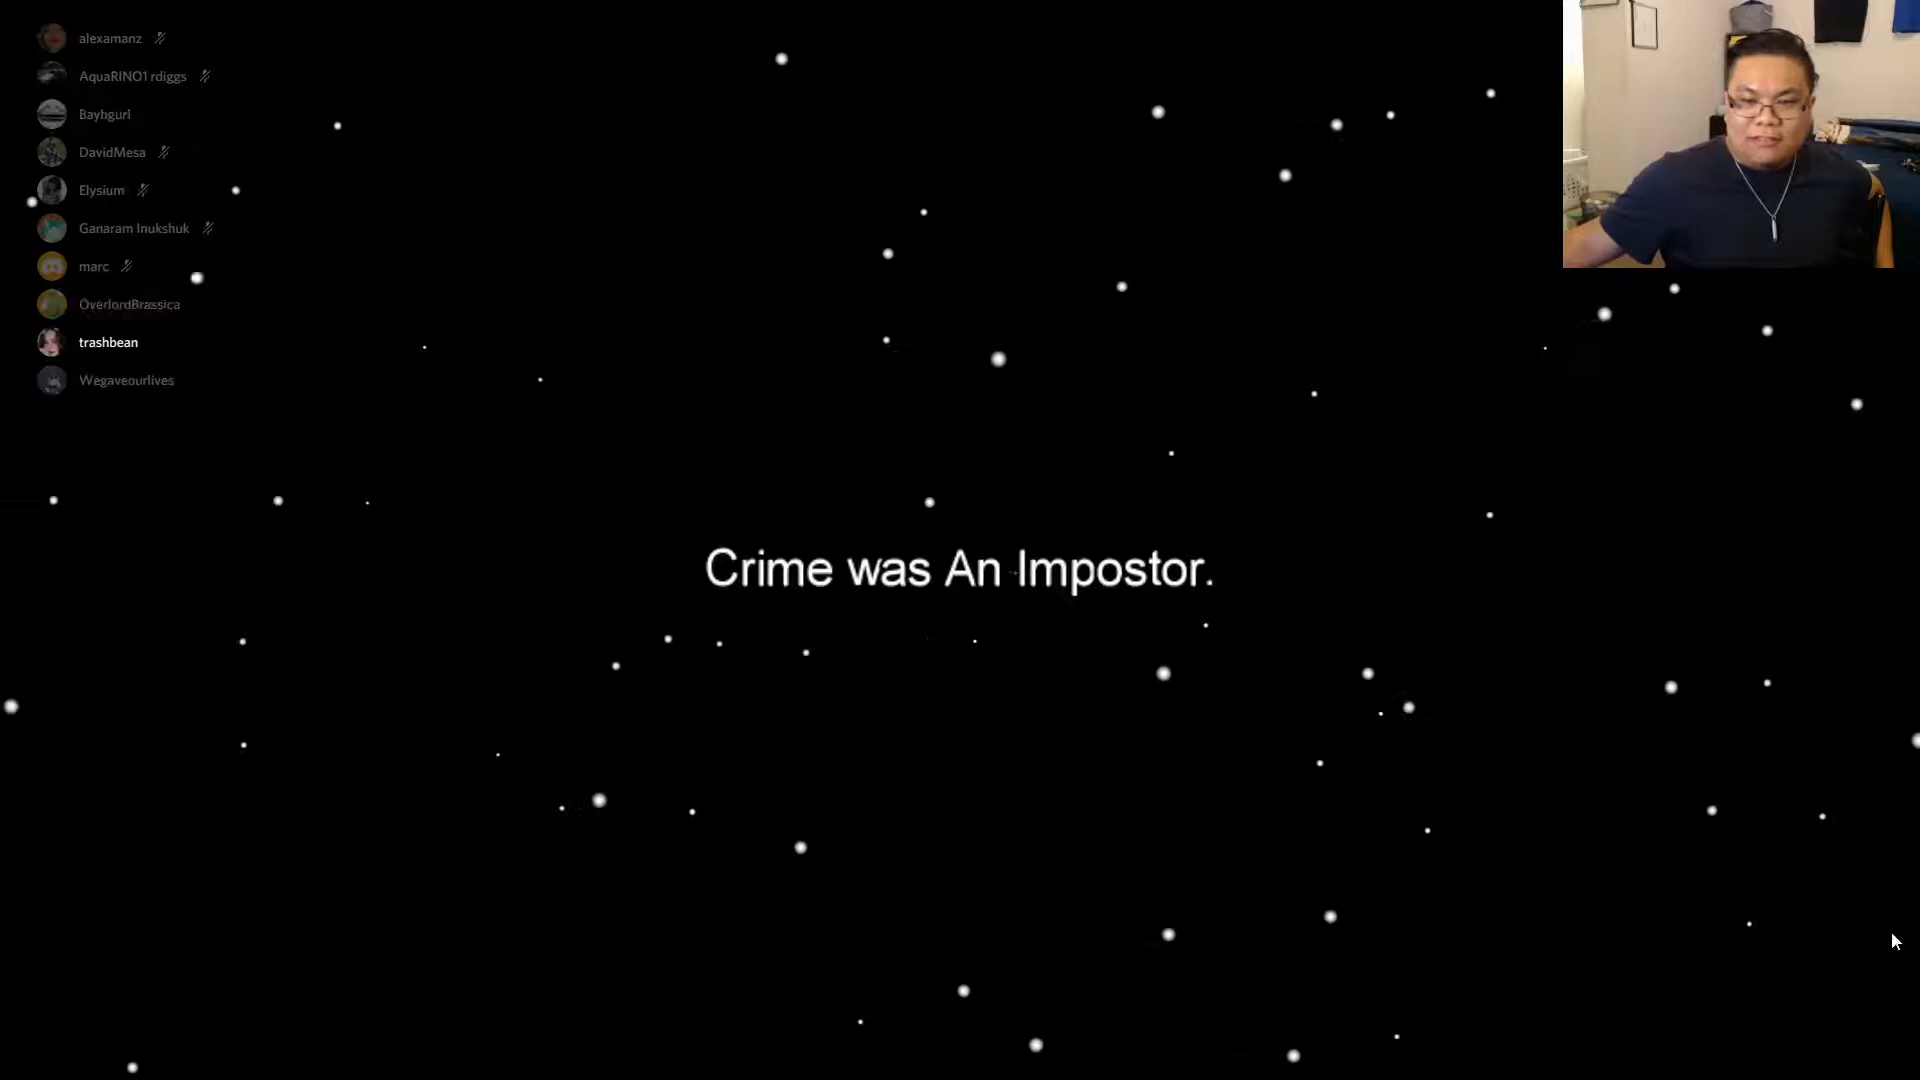 alexamanz
AquaRINO1 rdiggs
Baybgurl
DavidMesa
Elysium
Ganaram Inukshuk
marc
OverlordBrassica
trashbean
Wegaveourlives
Crime was An Impostor.